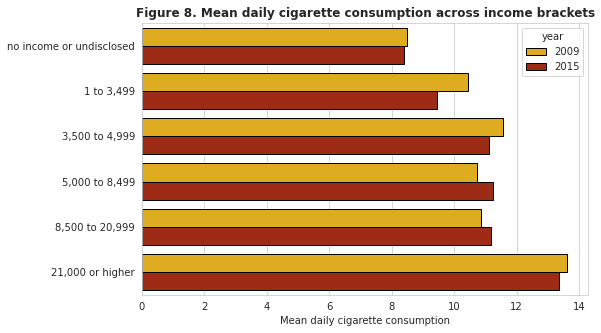 Figure 8. Mean daily cigarette consumption across income brackets
no income or undisclosed
1 to 3,499
3,500 to 4,999
5,000 to 8,499
8,500 to 20,999
21,000 or higher
year
2009
2015
0 2 4 6 8 10 12 14
Mean daily cigarette consumption